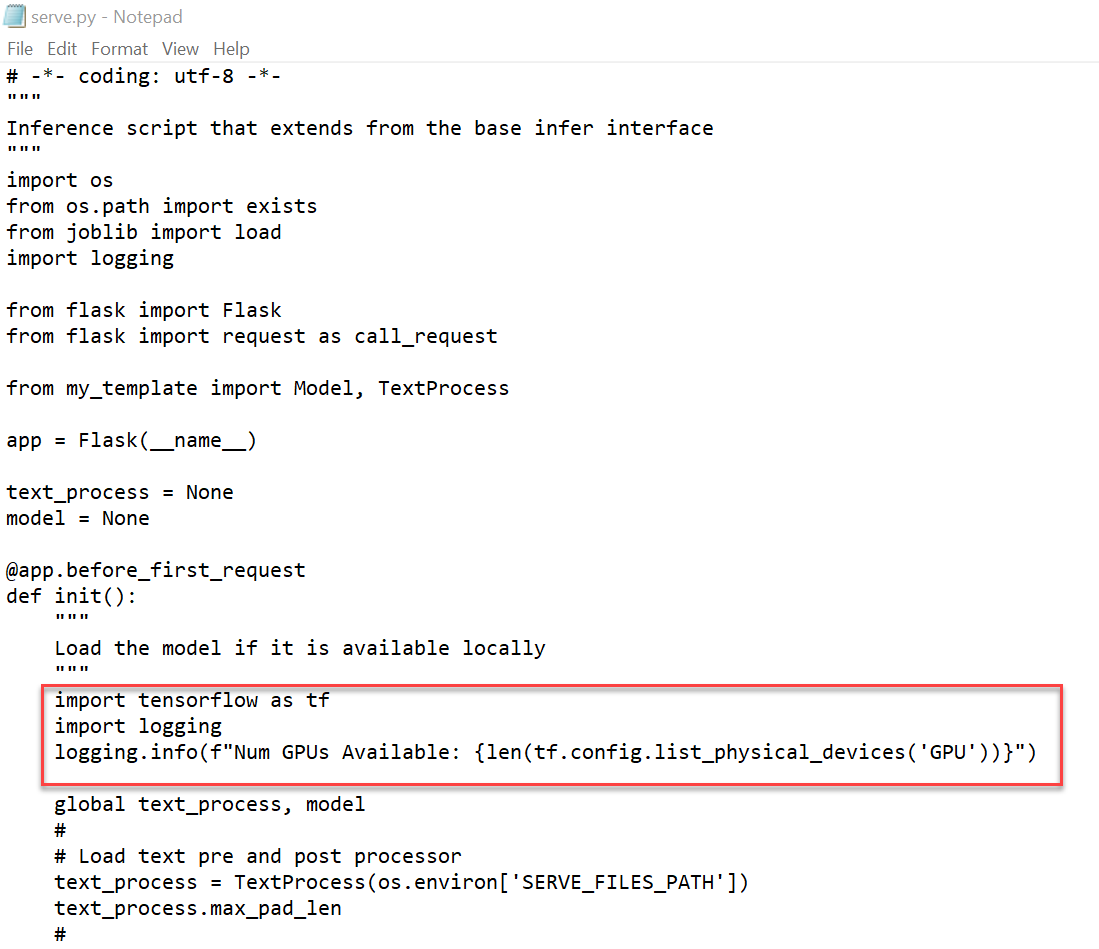 serve.py - Notepad
File Edit Format View Help
# -*- coding: utf-8 -*-
"""
Inference script that extends from the base infer interface
"""
import os
from os.path import exists
from joblib import load
import logging

from flask import Flask
from flask import request as call_request

from my_template import Model, TextProcess

app = Flask(__name__)

text_process = None
model = None

@app.before_first_request
def init():
    """
    Load the model if it is available locally
    """
    import tensorflow as tf
    import logging
    logging.info(f"Num GPUs Available: {len(tf.config.list_physical_devices('GPU'))}")

    global text_process, model
    #
    # Load text pre and post processor
    text_process = TextProcess(os.environ['SERVE_FILES_PATH'])
    text_process.max_pad_len
    #